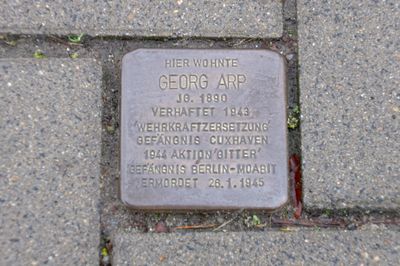 HIER WOHNTE
GEORG ARP
JG. 1890
VERHAFTET 1943
'WEHRKRAFTZERSETZUNG'
GEFÄNGNIS CUXHAVEN
1944 AKTION 'GITTER'
GEFÄNGNIS BERLIN-MOABIT
ERMORDET 26.1.1945